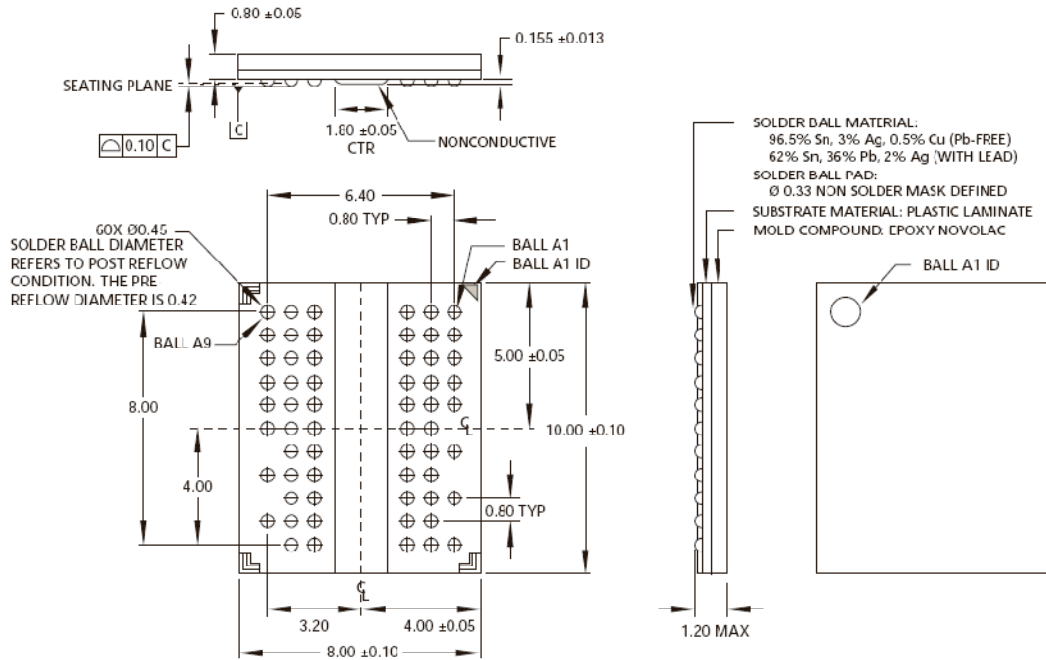 0.80 ±0.05
0.155 ±0.013
SEATING PLANE
C
0.10 C
1.80 ±0.05
CTR
NONCONDUCTIVE
SOLDER BALL MATERIAL:
96.5% Sn, 3% Ag, 0.5% Cu (Pb-FREE)
62% Sn, 36% Pb, 2% Ag (WITH LEAD)
SOLDER BALL PAD:
Ø 0.33 NON SOLDER MASK DEFINED
SUBSTRATE MATERIAL: PLASTIC LAMINATE
MOLD COMPOUND: EPOXY NOVOLAC
6.40
0.80 TYP
60X Ø0.45
SOLDER BALL DIAMETER
REFERS TO POST REFLOW
CONDITION. THE PRE-
REFLOW DIAMETER IS 0.42
BALL A1
BALL A1 ID
BALL A1 ID
BALL A9
5.00 ±0.05
8.00
CL
10.00 ±0.10
4.00
0.80 TYP
CL
3.20
4.00 ±0.05
8.00 ±0.10
1.20 MAX